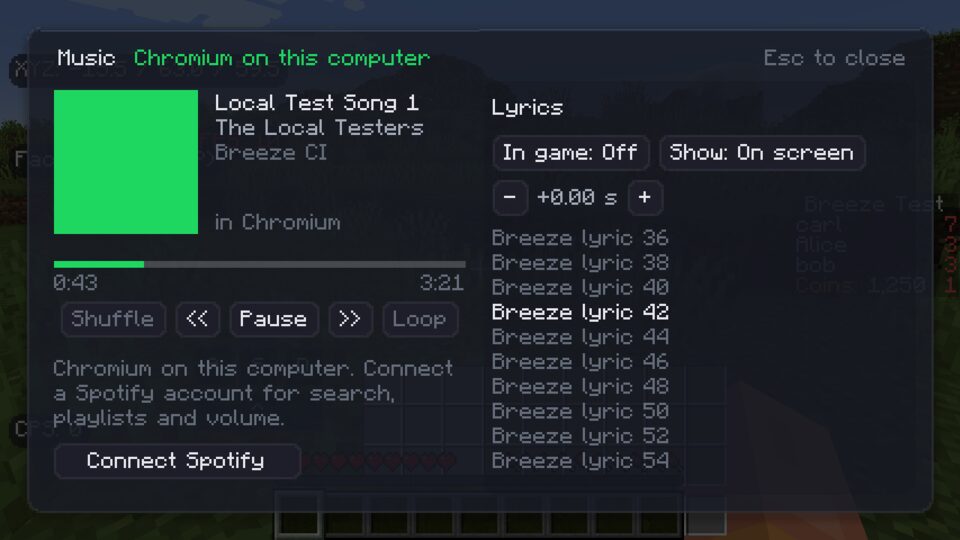 Music Chromium on this computer
Esc to close
Local Test Song 1
The Local Testers
Breeze CI
in Chromium
0:43
3:21
Shuffle
<<
Pause
>>
Loop
Chromium on this computer. Connect
a Spotify account for search,
playlists and volume.
Connect Spotify
Lyrics
In game: Off
Show: On screen
-
+0.00 s
+
Breeze lyric 36
Breeze lyric 38
Breeze lyric 40
Breeze lyric 42
Breeze lyric 44
Breeze lyric 46
Breeze lyric 48
Breeze lyric 50
Breeze lyric 52
Breeze lyric 54
Breeze Test
carl 7
Alice 3
bob 3
Coins: 1,250 1